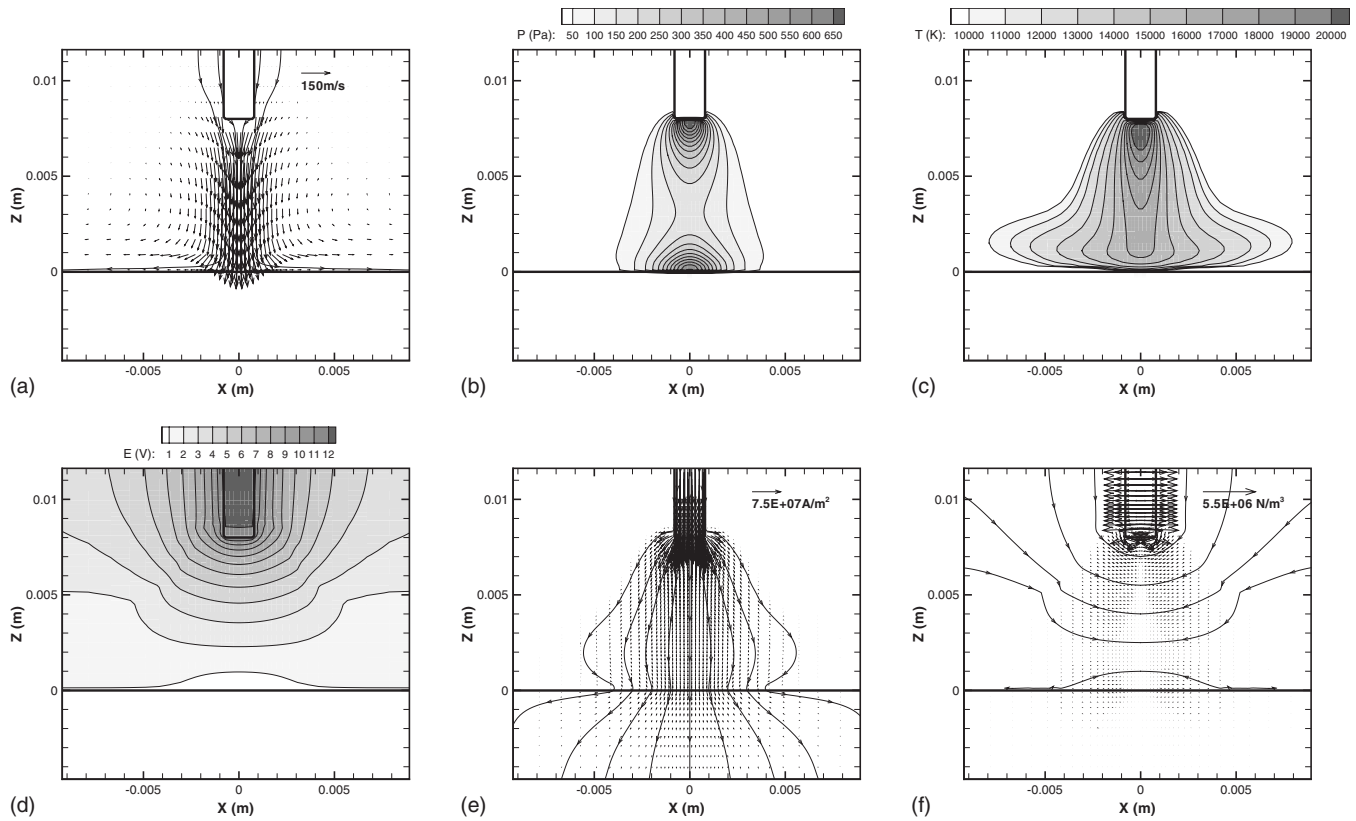 P (Pa): 50 100 150 200 250 300 350 400 450 500 550 600 650
T (K): 10000 11000 12000 13000 14000 15000 16000 17000 18000 19000 20000
150m/s
0.01
0.005
0
Z (m)
-0.005 0 0.005
X (m)
(a)
0.01
0.005
0
Z (m)
-0.005 0 0.005
X (m)
(b)
0.01
0.005
0
Z (m)
-0.005 0 0.005
X (m)
(c)
E (V): 1 2 3 4 5 6 7 8 9 10 11 12
0.01
0.005
0
Z (m)
-0.005 0 0.005
X (m)
(d)
7.5E+07A/m²
0.01
0.005
0
Z (m)
-0.005 0 0.005
X (m)
(e)
5.5E+06 N/m³
0.01
0.005
0
Z (m)
-0.005 0 0.005
X (m)
(f)